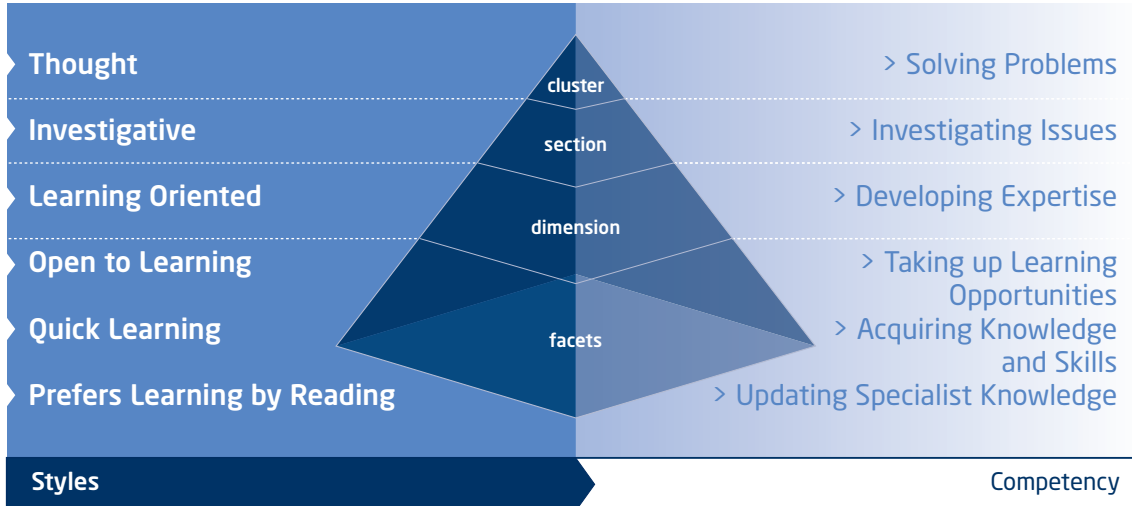 Thought
cluster
> Solving Problems
Investigative
section
> Investigating Issues
Learning Oriented
dimension
> Developing Expertise
Open to Learning
> Taking up Learning
Opportunities
Quick Learning
facets
> Acquiring Knowledge
and Skills
Prefers Learning by Reading
> Updating Specialist Knowledge
Styles
Competency